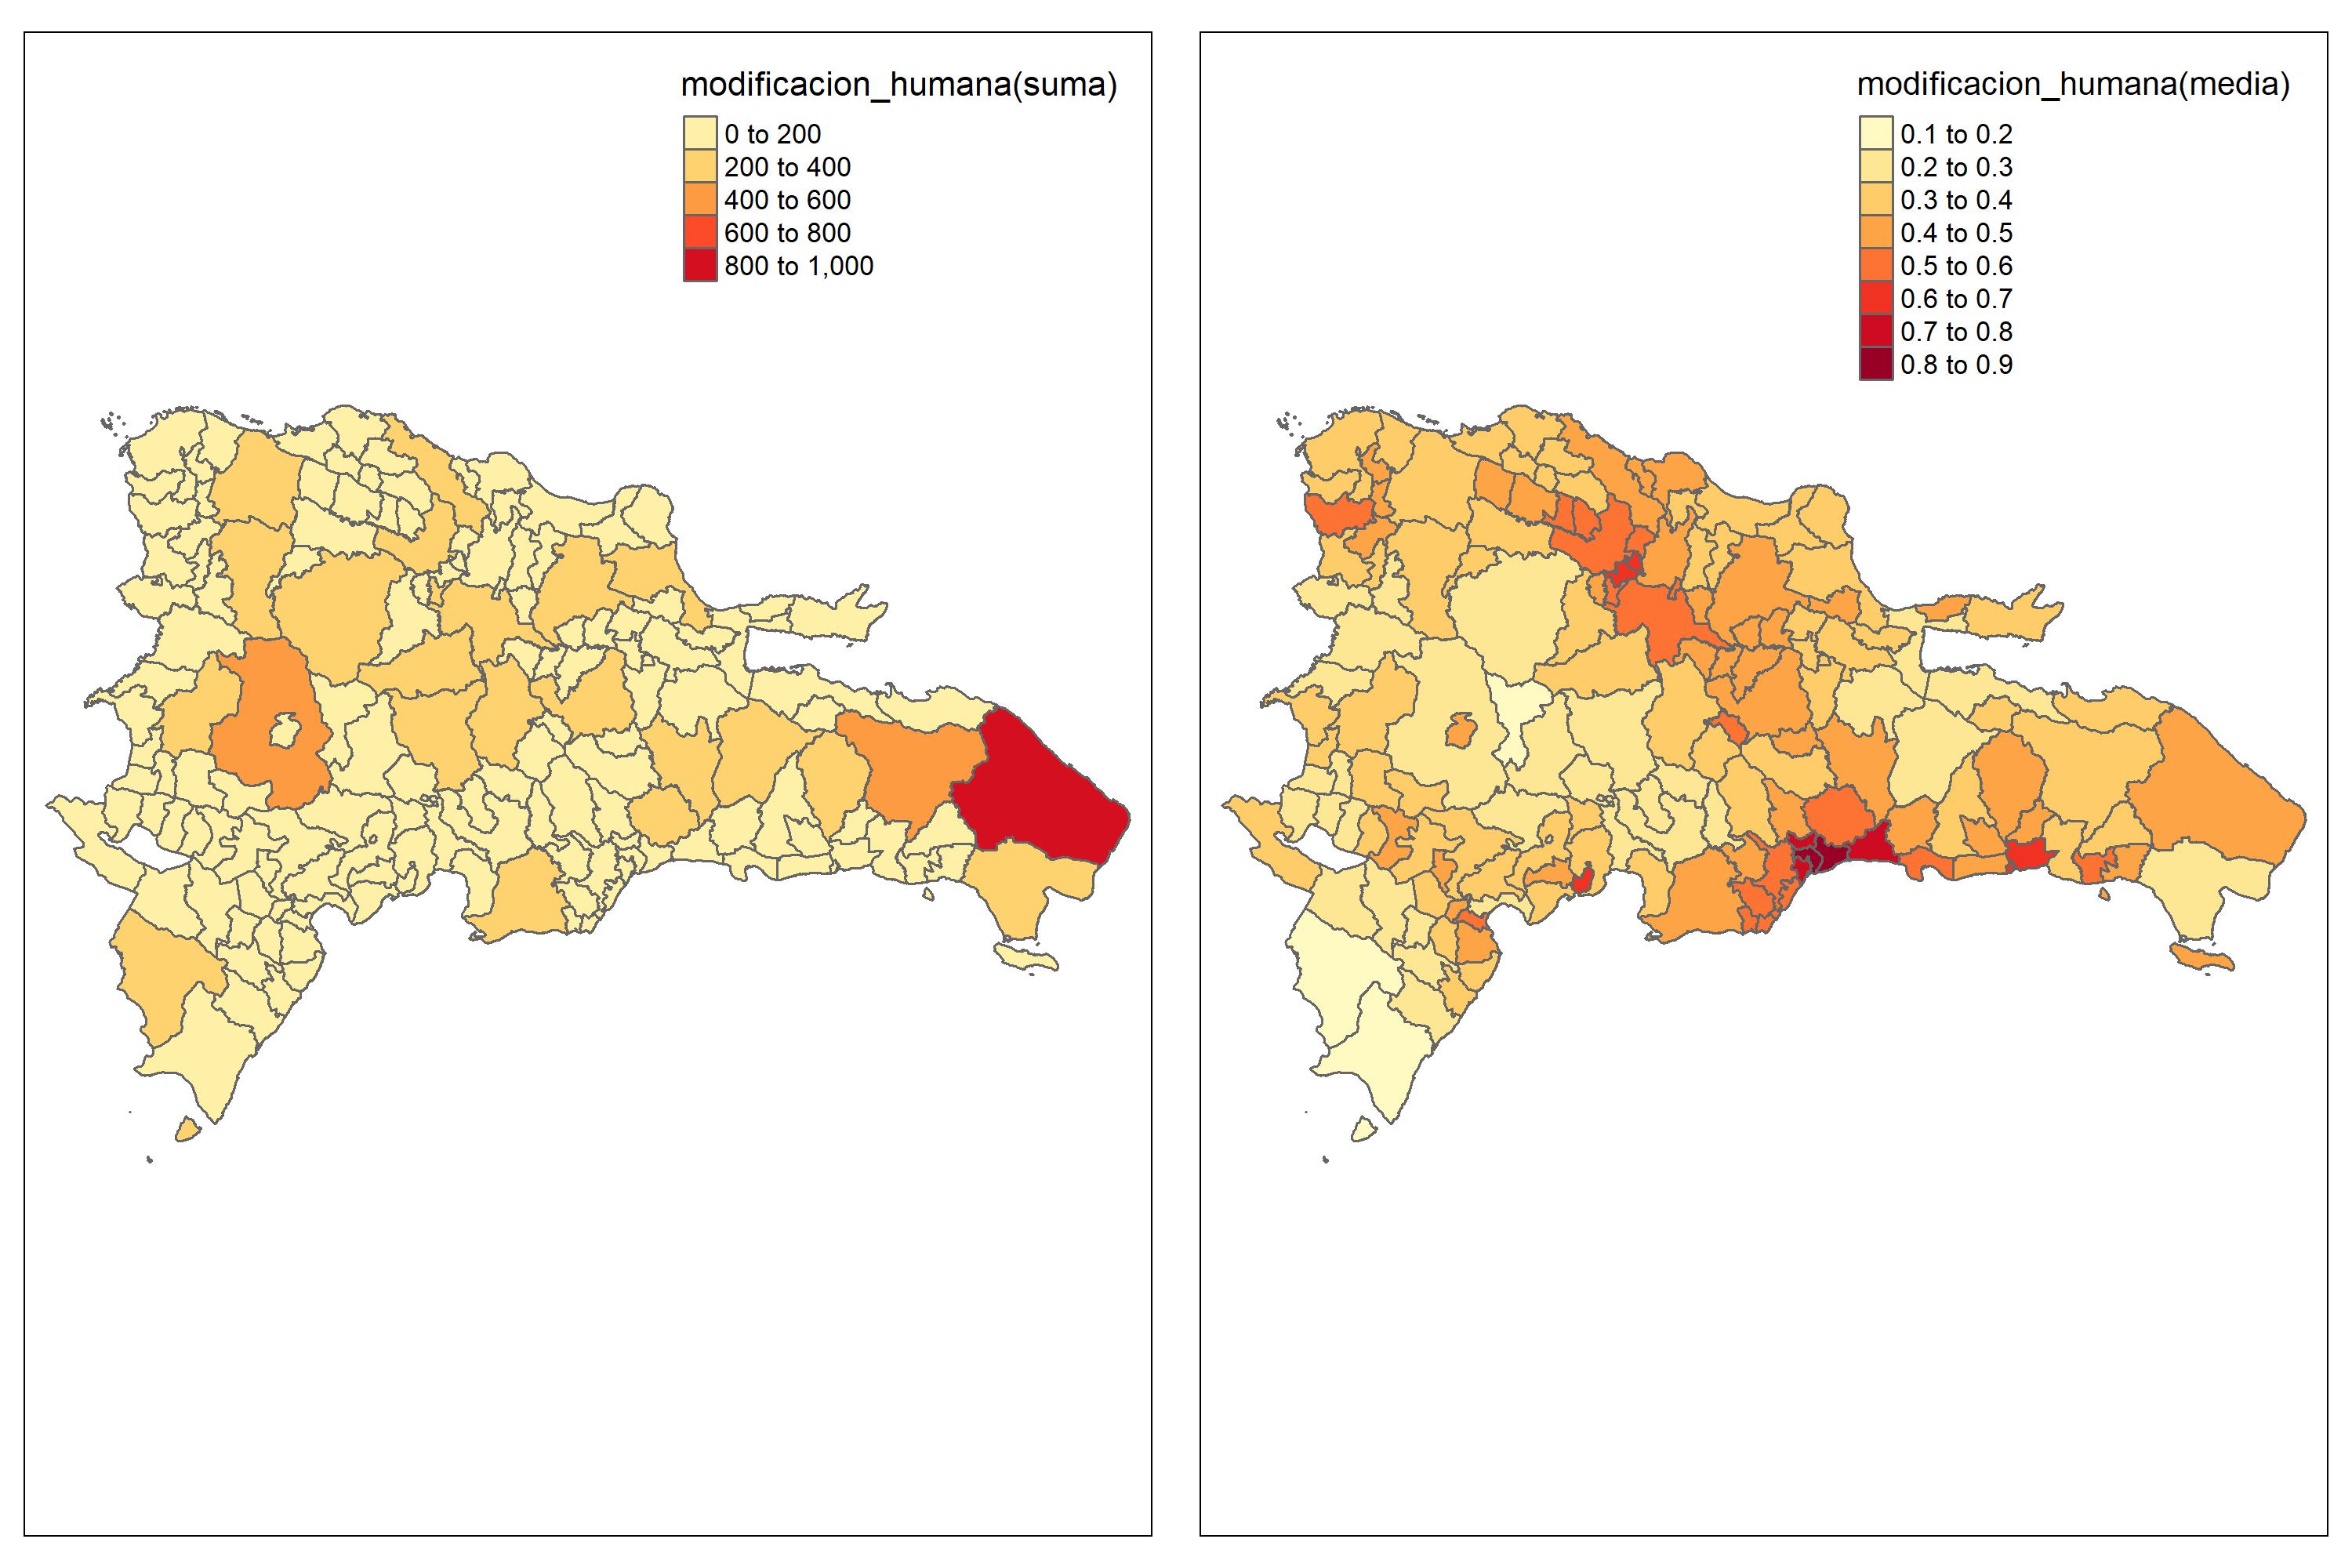 modificacion_humana(suma)
0 to 200
200 to 400
400 to 600
600 to 800
800 to 1,000
modificacion_humana(media)
0.1 to 0.2
0.2 to 0.3
0.3 to 0.4
0.4 to 0.5
0.5 to 0.6
0.6 to 0.7
0.7 to 0.8
0.8 to 0.9